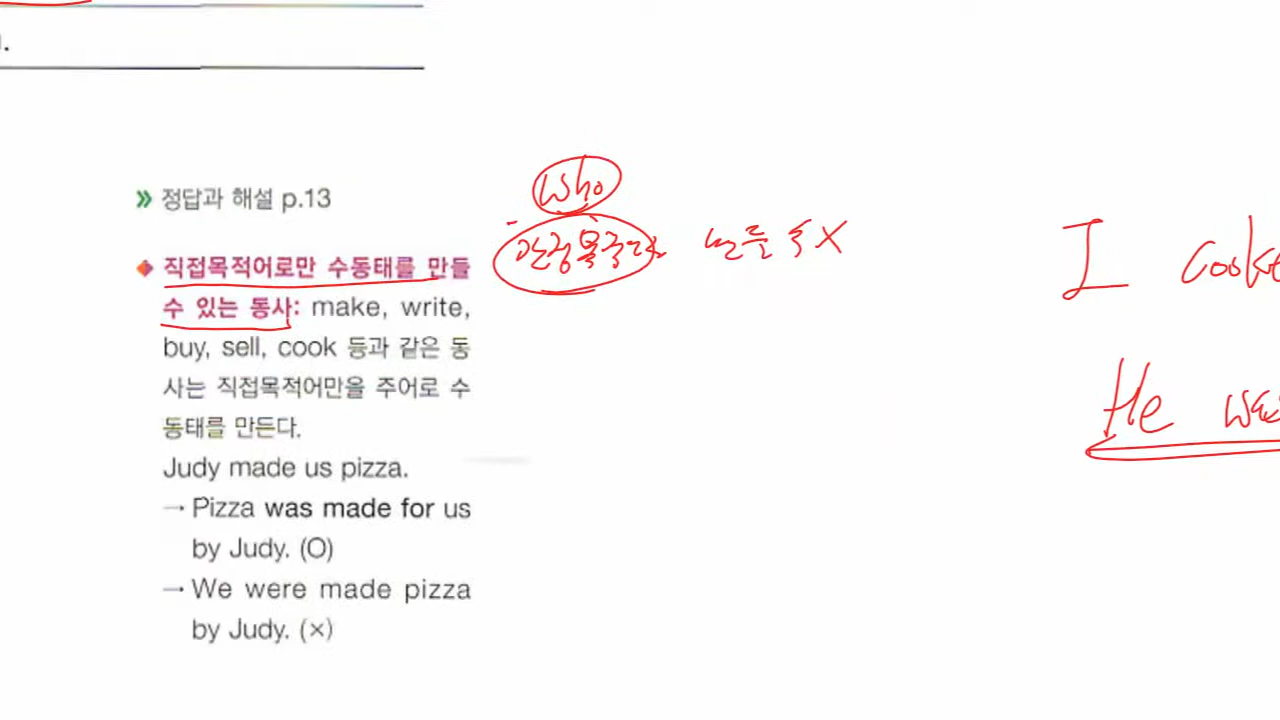 》 정답과 해설 p.13
who
직접목적어로만 수동태를 만들
수 있는 동사: make, write,
buy, sell, cook 등과 같은 동
사는 직접목적어만을 주어로 수
동태를 만든다.
Judy made us pizza.
→ Pizza was made for us
by Judy. (O)
→ We were made pizza
by Judy. (×)
I cooke
He was